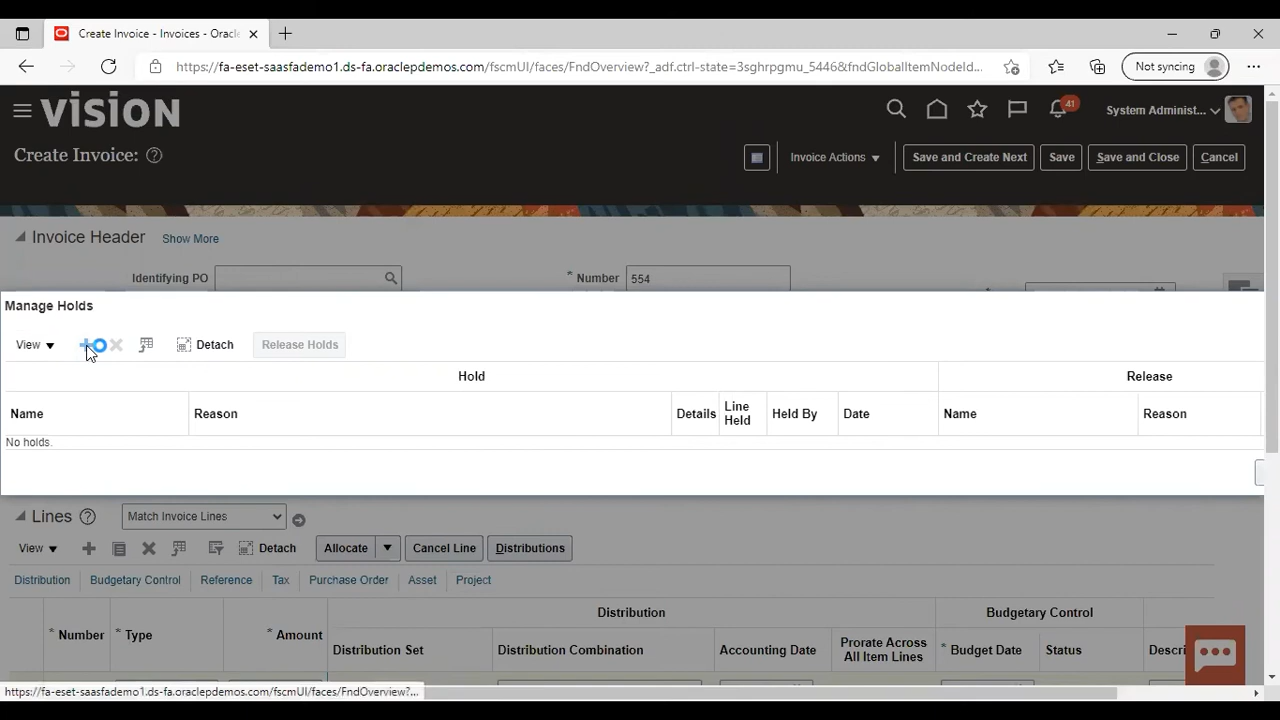 Create Invoice - Invoices - Oracle
https://fa-eset-saasfademo1.ds-fa.oraclepdemos.com/fscmUI/faces/FndOverview?_adf.ctrl-state=3sghrpgmu_5446&fndGlobalItemNodeId...
Not syncing
vision
41
System Administ...
Create Invoice:
Invoice Actions
Save and Create Next
Save
Save and Close
Cancel
Invoice Header
Show More
Identifying PO
* Number
554
Manage Holds
View
Detach
Release Holds
Hold
Release
Name
Reason
Details
Line Held
Held By
Date
Name
Reason
No holds.
Lines
Match Invoice Lines
View
Detach
Allocate
Cancel Line
Distributions
Distribution
Budgetary Control
Reference
Tax
Purchase Order
Asset
Project
Distribution
Budgetary Control
* Number
* Type
* Amount
Distribution Set
Distribution Combination
Accounting Date
Prorate Across All Item Lines
* Budget Date
Status
Descri
https://fa-eset-saasfademo1.ds-fa.oraclepdemos.com/fscmUI/faces/FndOverview?...